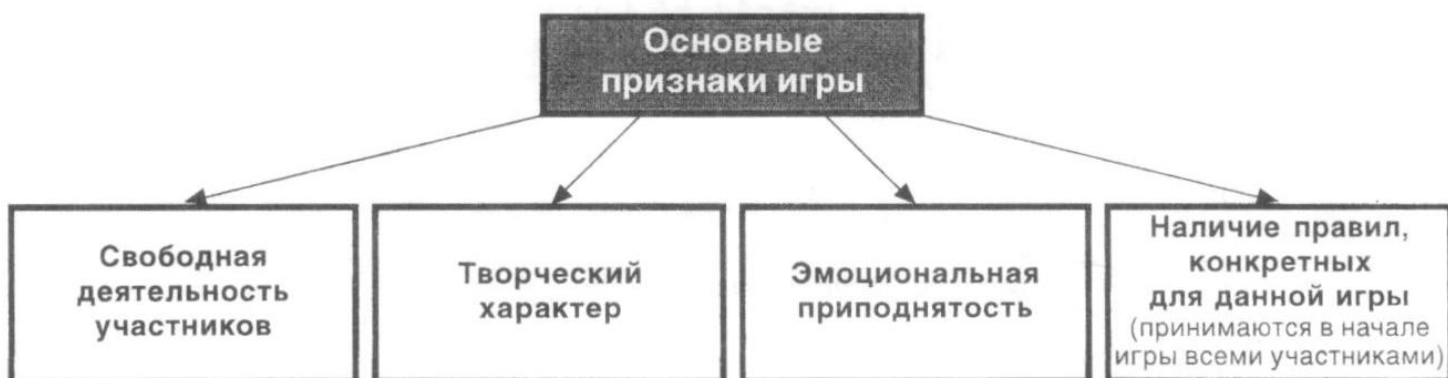 Основные
признаки игры
Свободная
деятельность
участников
Творческий
характер
Эмоциональная
приподнятость
Наличие правил,
конкретных
для данной игры
(принимаются в начале
игры всеми участниками)